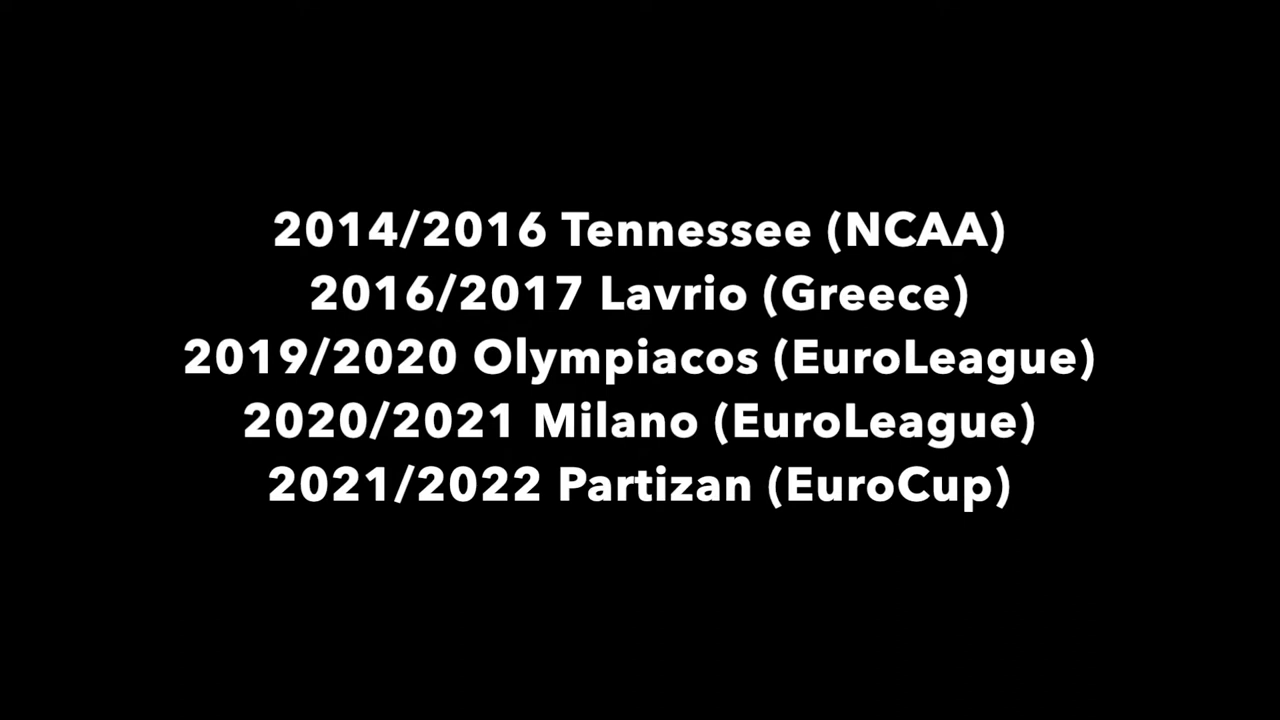 2014/2016 Tennessee (NCAA)
2016/2017 Lavrio (Greece)
2019/2020 Olympiacos (EuroLeague)
2020/2021 Milano (EuroLeague)
2021/2022 Partizan (EuroCup)